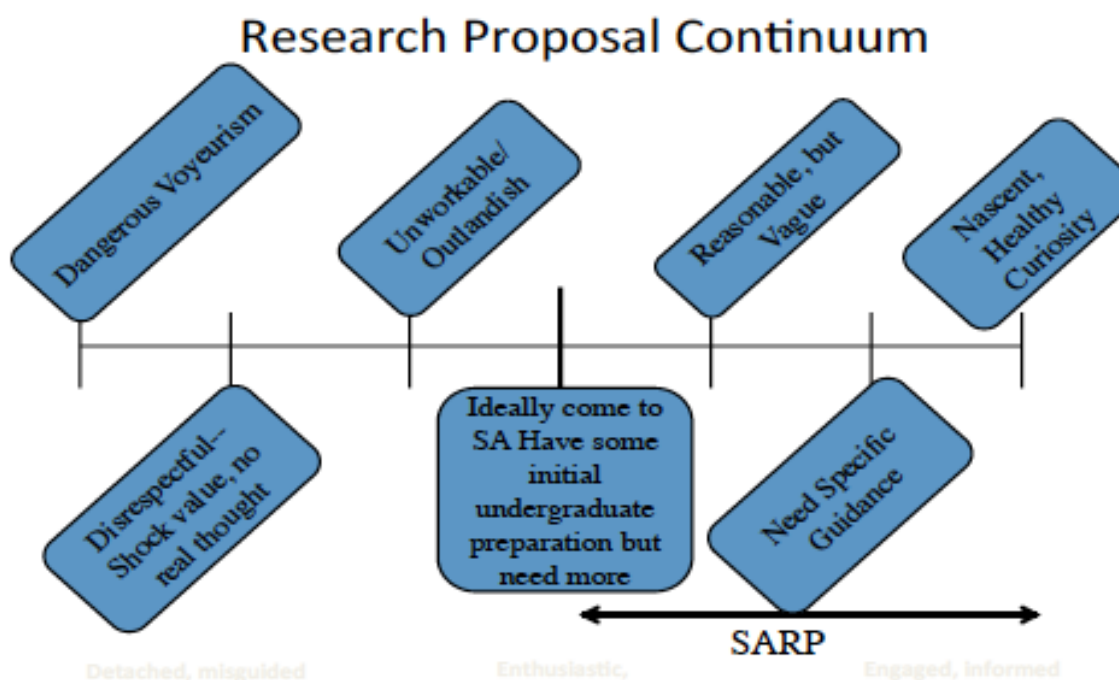 Research Proposal Continuum
Dangerous Voyeurism
Unworkable/
Outlandish
Reasonable, but
Vague
Nascent,
Healthy
Curiosity
Disrespectful--
Shock value, no
real thought
Ideally come to
SA Have some
initial
undergraduate
preparation but
need more
Need Specific
Guidance
SARP
Detached, misguided
Enthusiastic,
Engaged, informed